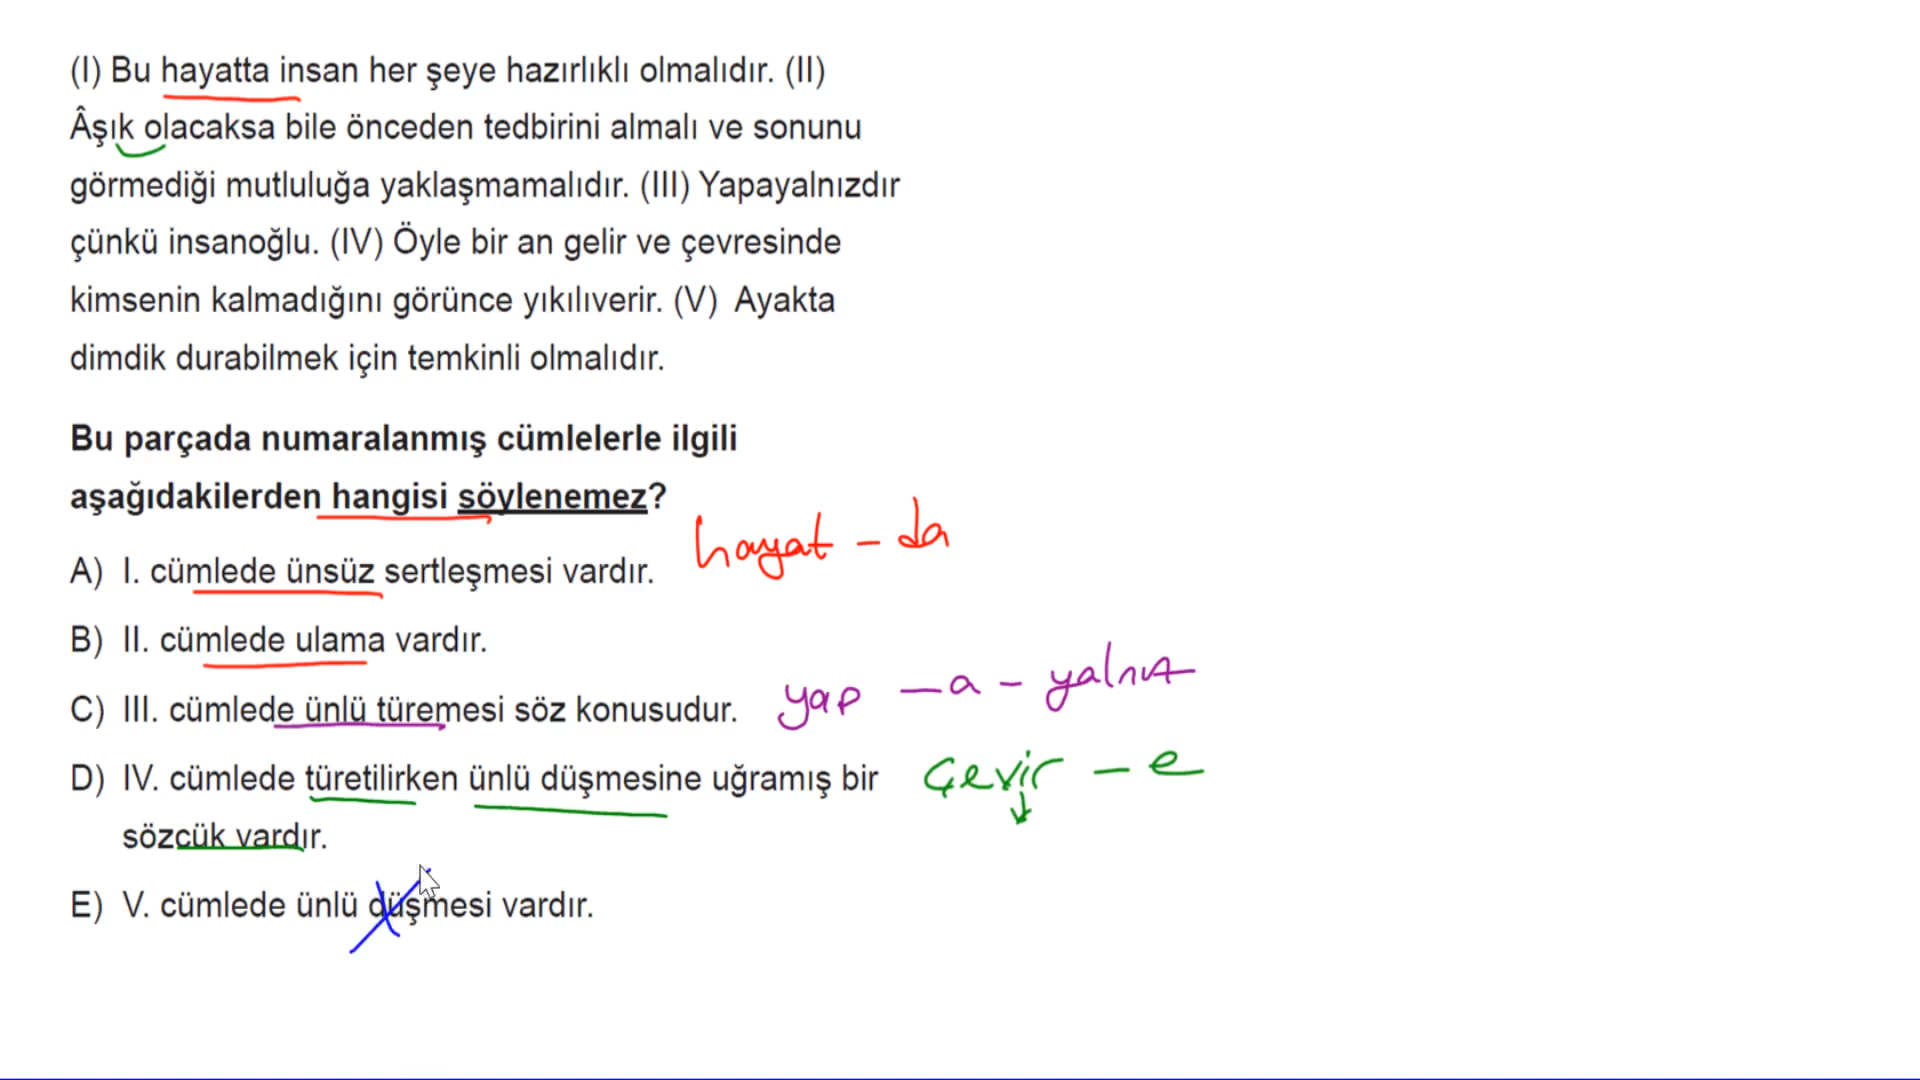 (I) Bu hayatta insan her şeye hazırlıklı olmalıdır. (II)
Âşık olacaksa bile önceden tedbirini almalı ve sonunu
görmediği mutluluğa yaklaşmamalıdır. (III) Yapayalnızdır
çünkü insanoğlu. (IV) Öyle bir an gelir ve çevresinde
kimsenin kalmadığını görünce yıkılıverir. (V) Ayakta
dimdik durabilmek için temkinli olmalıdır.
Bu parçada numaralanmış cümlelerle ilgili
aşağıdakilerden hangisi söylenemez?
hayat - da
A) I. cümlede ünsüz sertleşmesi vardır.
B) II. cümlede ulama vardır.
C) III. cümlede ünlü türemesi söz konusudur.
yap - a - yalnız
D) IV. cümlede türetilirken ünlü düşmesine uğramış bir
çevir - e
sözcük vardır.
E) V. cümlede ünlü düşmesi vardır.